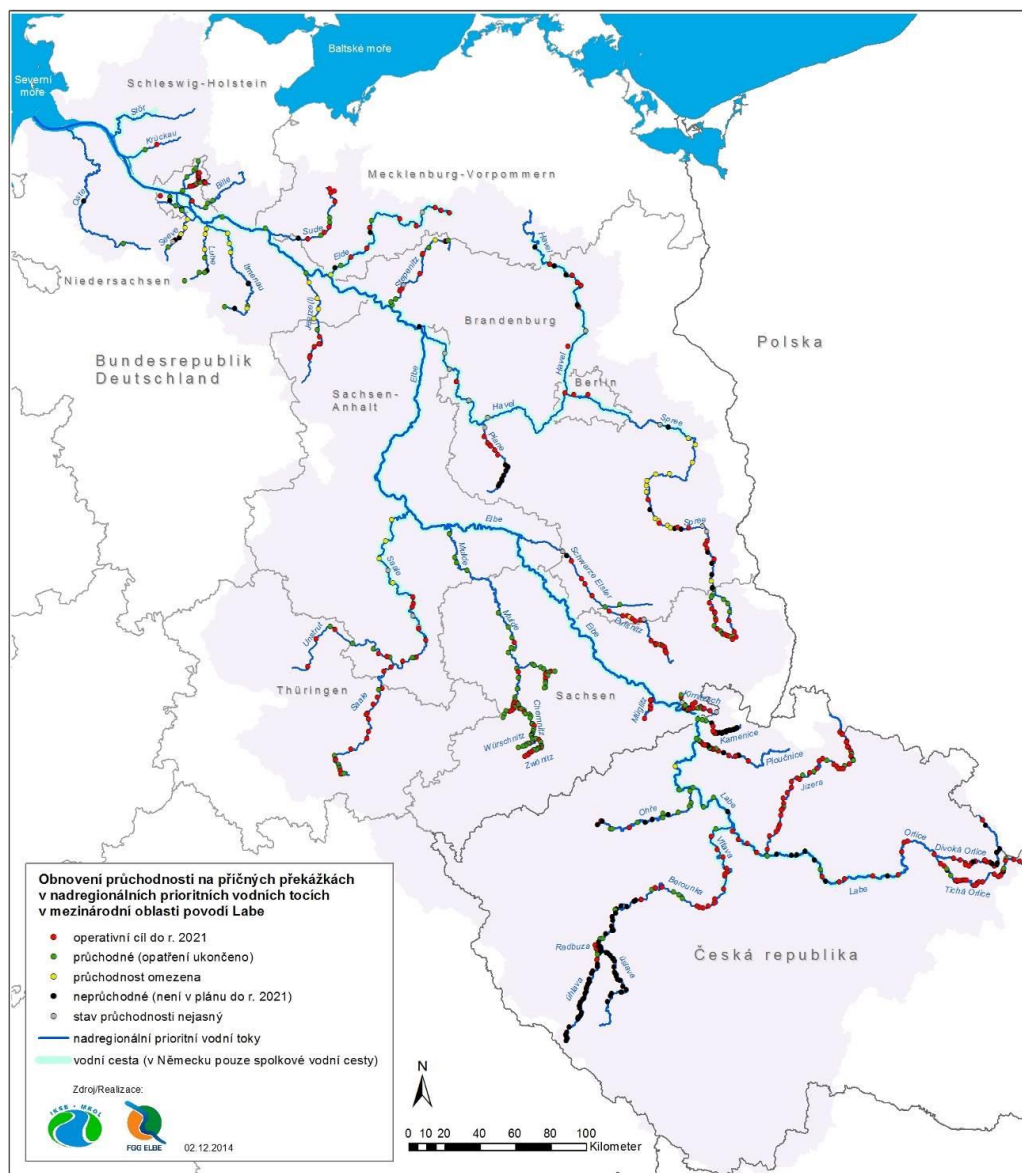 Severní
moře
Baltské moře
Schleswig-Holstein
Stör
Krückau
Oste
Bille
Mecklenburg-Vorpommern
Sude
Elde
Stepenitz
Havel
Seeve
Luhe
Ilmenau
Niedersachsen
Jeetzel
Brandenburg
Polska
Bundesrepublik
Deutschland
Elbe
Havel
Berlin
Sachsen-
Anhalt
Havel
Spree
Plane
Elbe
Spree
Saale
Mulde
Schwarze Elster
Unstrut
Mulde
Elbe
Pulsnitz
Thüringen
Saale
Sachsen
Chemnitz
Würschnitz
Zwönitz
Müglitz
Kirnitzsch
Kamenice
Ploučnice
Jizera
Ohře
Labe
Vltava
Orlice
Divoká Orlice
Tichá Orlice
Labe
Berounka
Radbuza
úhlava
úslava
Česká republika
Obnovení průchodnosti na příčných překážkách
v nadregionálních prioritních vodních tocích
v mezinárodní oblasti povodí Labe
operativní cíl do r. 2021
průchodné (opatření ukončeno)
průchodnost omezena
neprůchodné (není v plánu do r. 2021)
stav průchodnosti nejasný
nadregionální prioritní vodní toky
vodní cesta (v Německu pouze spolkové vodní cesty)
Zdroj/Realizace:
IKSE • MKOL
FGG ELBE
02.12.2014
N
0 10 20 40 60 80 100
Kilometer